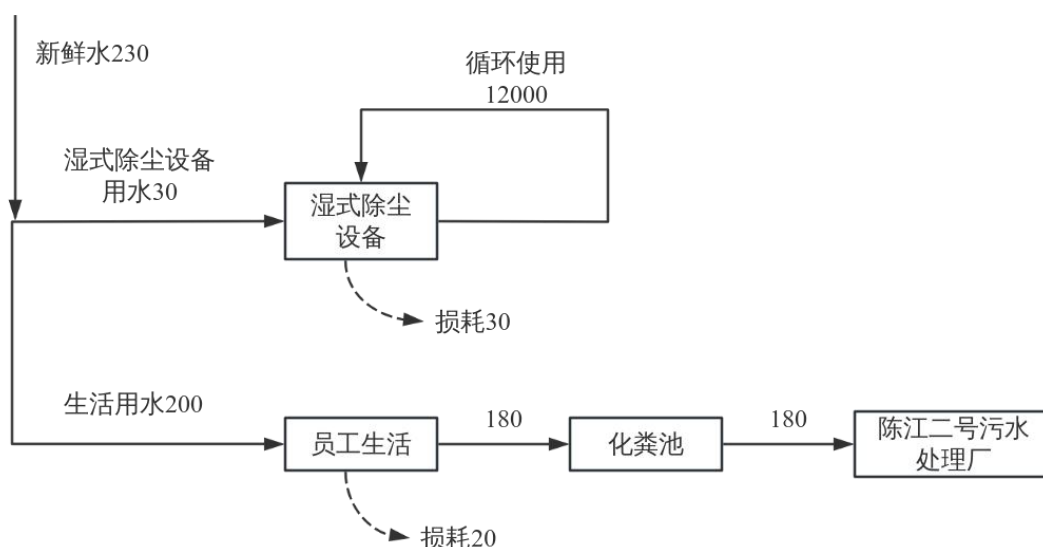 新鲜水230
循环使用
12000
湿式除尘设备
用水30
湿式除尘
设备
损耗30
生活用水200
员工生活
180
化粪池
180
陈江二号污水
处理厂
损耗20